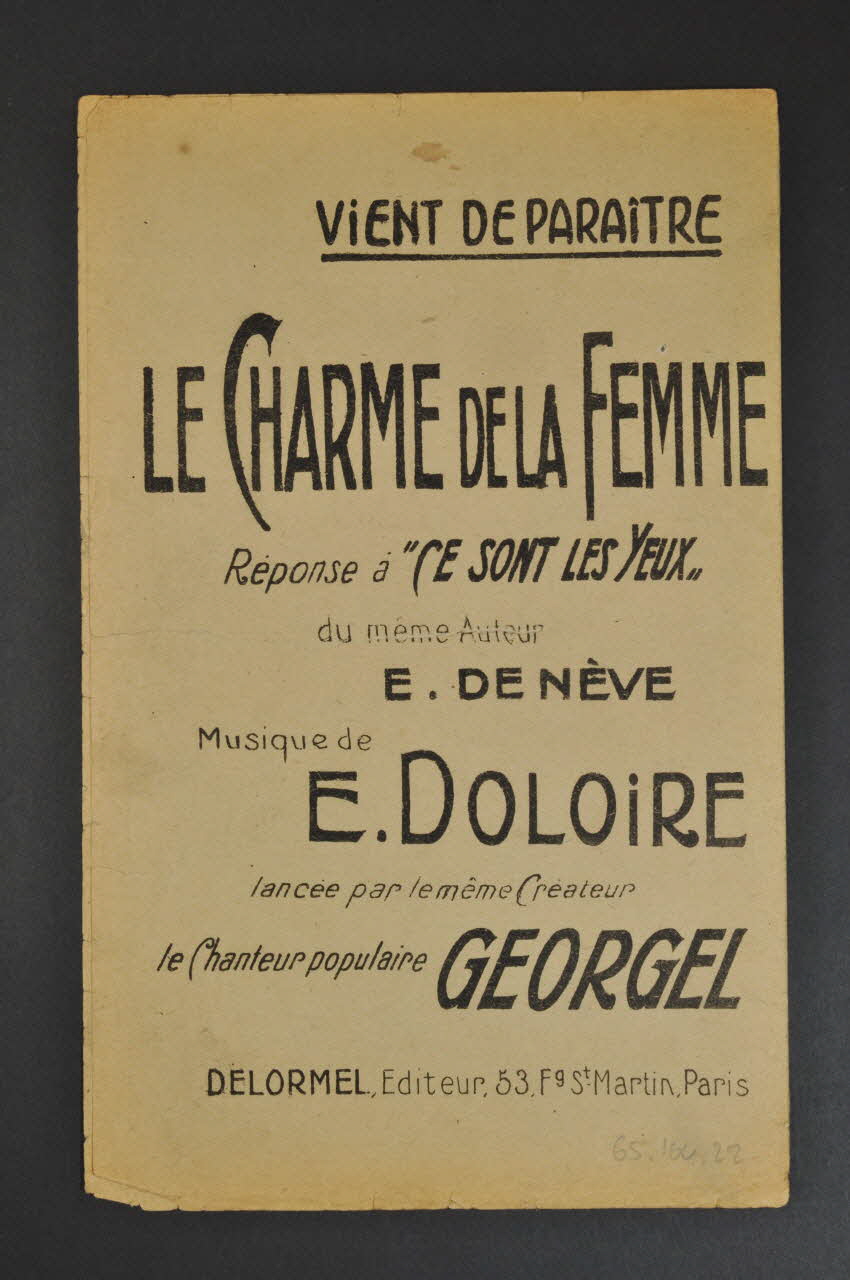 VIENT DE PARAÎTRE
LE CHARME DE LA FEMME
Réponse à "CE SONT LES YEUX"
du même Auteur
E. DE NÈVE
Musique de
E. DOLOIRE
lancée par le même Créateur
le Chanteur populaire GEORGEL
DELORMEL, Editeur, 53, Fg St Martin, Paris
65.164.22